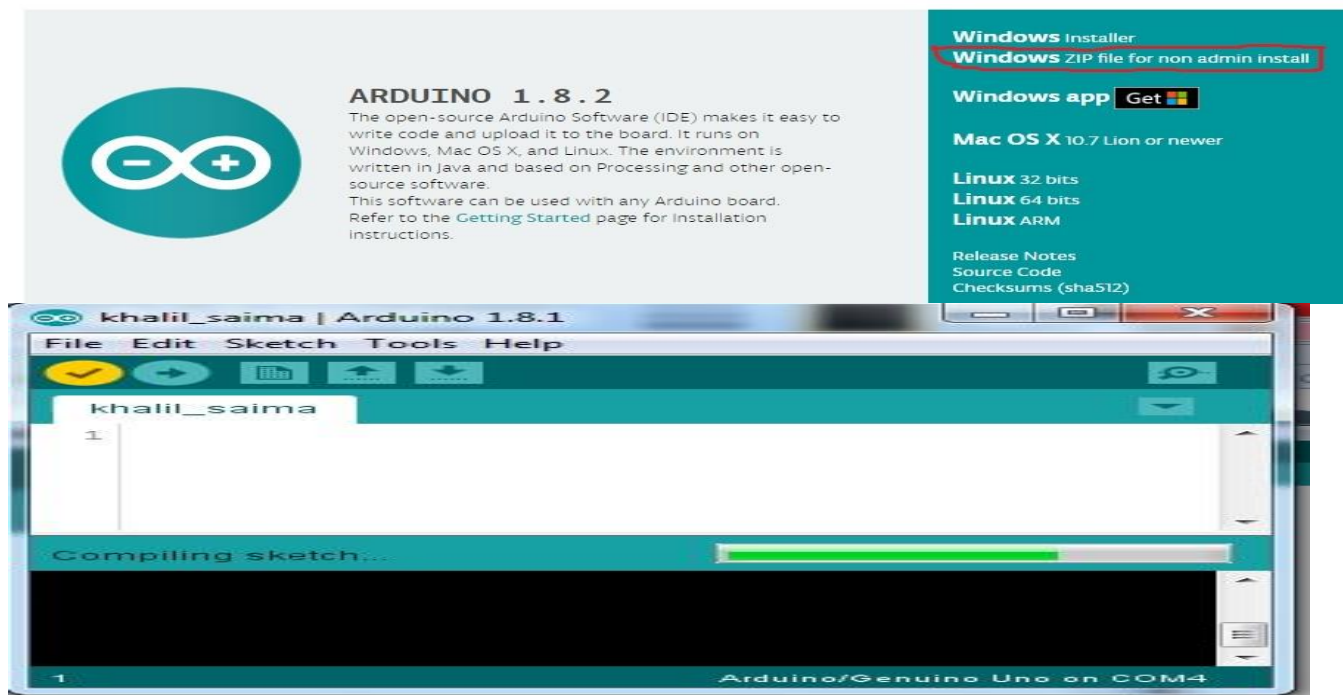 ARDUINO 1.8.2
The open-source Arduino Software (IDE) makes it easy to
write code and upload it to the board. It runs on
Windows, Mac OS X, and Linux. The environment is
written in Java and based on Processing and other open-
source software.
This software can be used with any Arduino board.
Refer to the Getting Started page for Installation
instructions.
Windows Installer
Windows ZIP file for non admin install
Windows app Get
Mac OS X 10.7 Lion or newer
Linux 32 bits
Linux 64 bits
Linux ARM
Release Notes
Source Code
Checksums (sha512)
khalil_saima | Arduino 1.8.1
File Edit Sketch Tools Help
khalil_saima
1
Compiling sketch...
1 Arduino/Genuino Uno on COM4